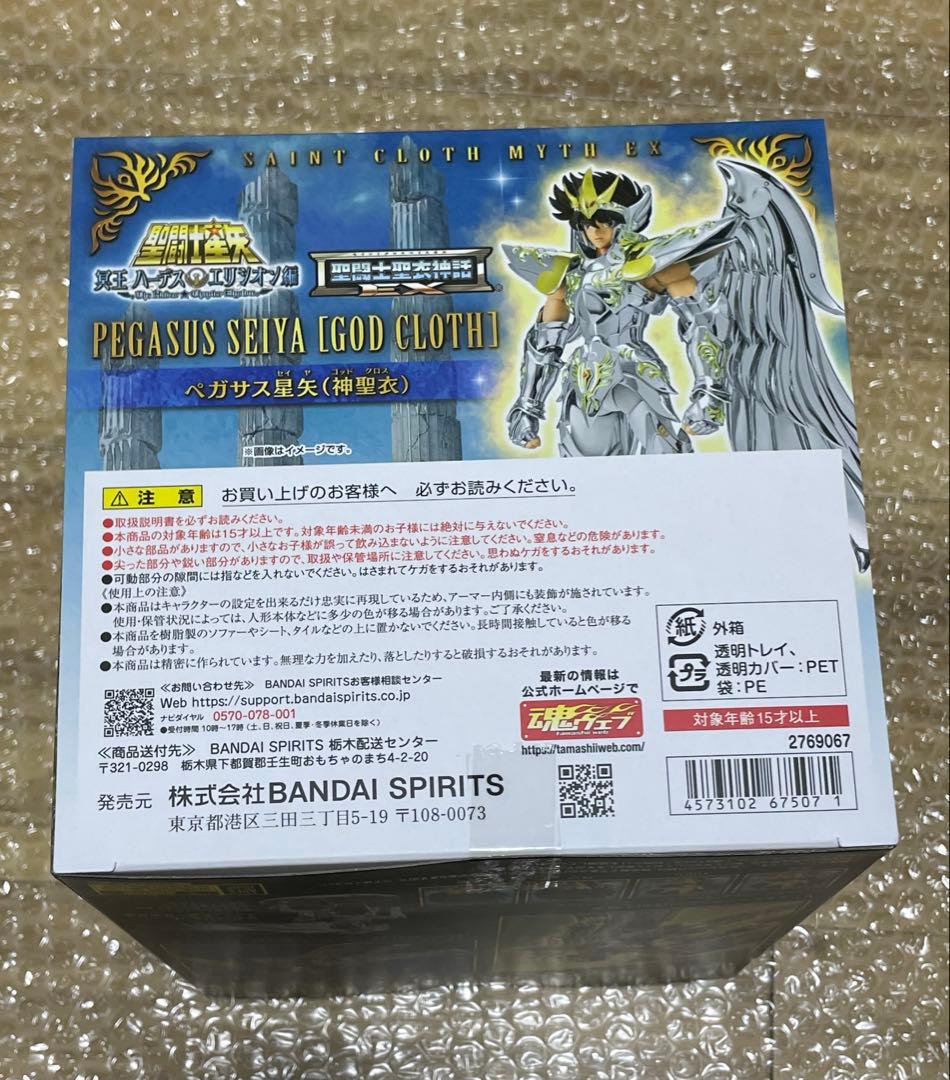 SAINT CLOTH MYTH EX
聖闘士星矢
冥王 ハーデス エリシオン編
聖闘士聖衣神話
EX
PEGASUS SEIYA [GOD CLOTH]
セイヤ ゴッド クロス
ペガサス星矢(神聖衣)
※画像はイメージです。
注 意 お買い上げのお客様へ 必ずお読みください。
●取扱説明書を必ずお読みください。
●本商品の対象年齢は15才以上です。対象年齢未満のお子様には絶対に与えないでください。
●小さな部品がありますので、小さなお子様が誤って飲み込まないように注意してください。窒息などの危険があります。
●尖った部分や鋭い部分がありますので、取扱や保管場所に注意してください。思わぬケガをするおそれがあります。
●可動部分の隙間には指などを入れないでください。はさまれてケガをするおそれがあります。
《使用上の注意》
●本商品はキャラクターの設定を出来るだけ忠実に再現しているため、アーマー内側にも装飾が施されています。
使用・保管状況によっては、人形本体などに多少の色が移る場合があります。ご了承ください。
●本商品を樹脂製のソファーやシート、タイルなどの上に置かないでください。長時間接触していると色が移る
場合があります。
●本商品は精密に作られています。無理な力を加えたり、落としたりすると破損するおそれがあります。
≪お問い合わせ先≫ BANDAI SPIRITSお客様相談センター
Web https://support.bandaispirits.co.jp
ナビダイヤル 0570-078-001
●受付時間 10時~17時 (土、日、祝日、夏季・冬季休業日を除く)
≪商品送付先≫ BANDAI SPIRITS 栃木配送センター
〒321-0298 栃木県下都賀郡壬生町おもちゃのまち4-2-20
発売元 株式会社BANDAI SPIRITS
東京都港区三田三丁目5-19 〒108-0073
最新の情報は
公式ホームページで
魂ウェブ
tamashii web
https://tamashiiweb.com/
紙 外箱
プラ 透明トレイ、
透明カバー:PET
袋:PE
対象年齢15才以上
2769067
4573102 67507 1